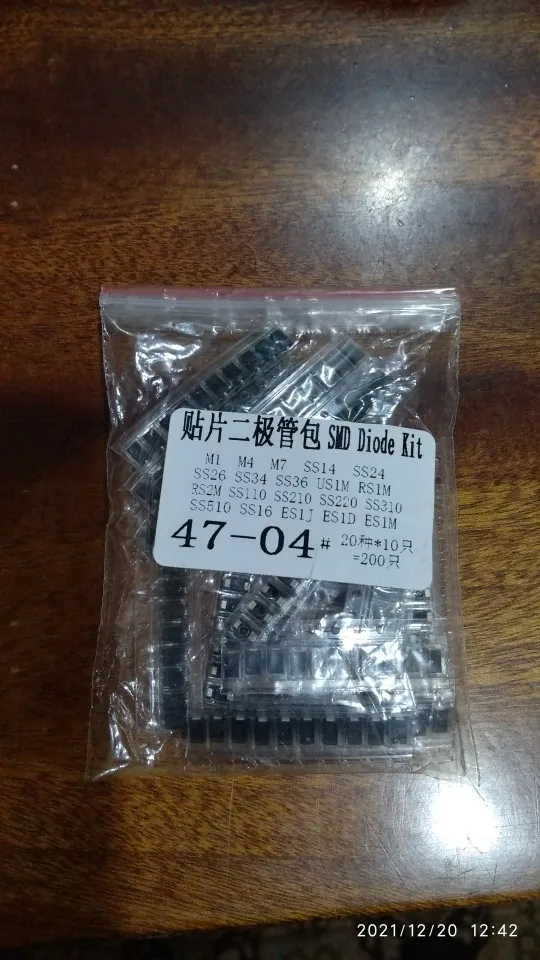 贴片二极管包 SMD Diode Kit
M1 M4 M7 SS14 SS24
SS26 SS34 SS36 US1M RS1M
RS2M SS110 SS210 SS220 SS310
SS510 SS16 ES1J ES1D ES1M
47-04# 20种*10只
=200只
2021/12/20 12:42